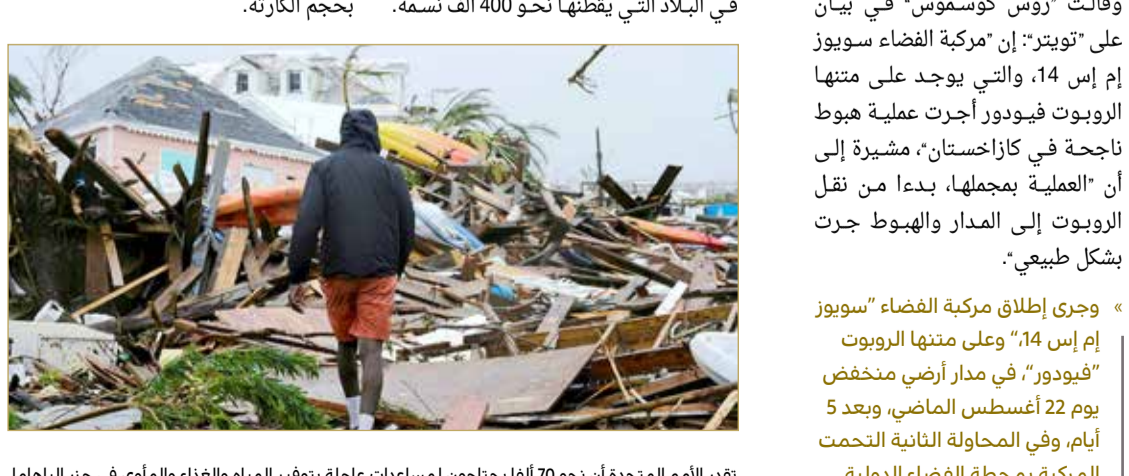 وقالت "روس كوسموس" في بيان
على "تويتر": إن "مركبة الفضاء سويوز
إم إس 14، والتي يوجد على متنها
الروبوت فيودور أجرت عملية هبوط
ناجحة في كازاخستان"، مشيرة إلى
أن "العملية بمجملها، بدءا من نقل
الروبوت إلى المدار والهبوط جرت
بشكل طبيعي".
» وجرى إطلاق مركبة الفضاء "سويوز
إم إس 14،" وعلى متنها الروبوت
"فيودور"، في مدار أرضي منخفض
يوم 22 أغسطس الماضي، وبعد 5
أيام، وفي المحاولة الثانية التحمت
المركبة بمحطة الفضاء الدولية
في البلاد التي يقطنها نحو 400 ألف نسمة.
بحجم الكارثة.
تقدر الأمم المتحدة أن نحو 70 ألفا يحتاجون لمساعدات عاجلة بتوفير المياه والغذاء والمأوى في جزر الباهاما